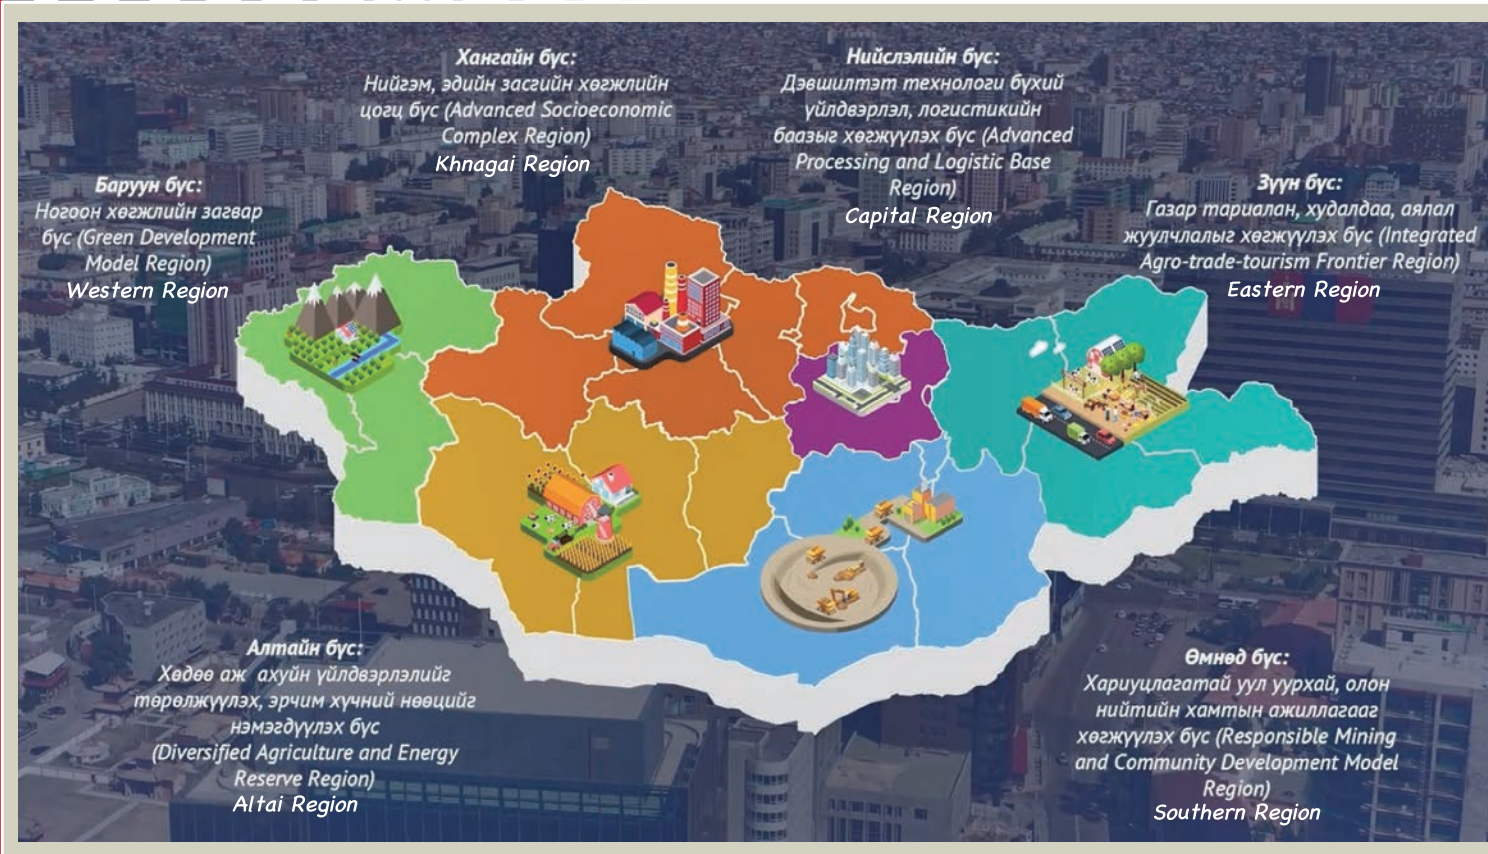 Хангайн бүс:
Нийгэм, эдийн засгийн хөгжлийн
цогц бүс (Advanced Socioeconomic
Complex Region)
Khnagai Region
Нийслэлийн бүс:
Дэвшилтэт технологи бүхий
үйлдвэрлэл, логистикийн
баазыг хөгжүүлэх бүс (Advanced
Processing and Logistic Base
Region)
Capital Region
Баруун бүс:
Ногоон хөгжлийн загвар
бүс (Green Development
Model Region)
Western Region
Зүүн бүс:
Газар тариалан, худалдаа, аялал
жуулчлалыг хөгжүүлэх бүс (Integrated
Agro-trade-tourism Frontier Region)
Eastern Region
Алтайн бүс:
Хөдөө аж ахуйн үйлдвэрлэлийг
төрөлжүүлэх, эрчим хүчний нөөцийг
нэмэгдүүлэх бүс
(Diversified Agriculture and Energy
Reserve Region)
Altai Region
Өмнөд бүс:
Хариуцлагатай уул уурхай, олон
нийтийн хамтын ажиллагааг
хөгжүүлэх бүс (Responsible Mining
and Community Development Model
Region)
Southern Region